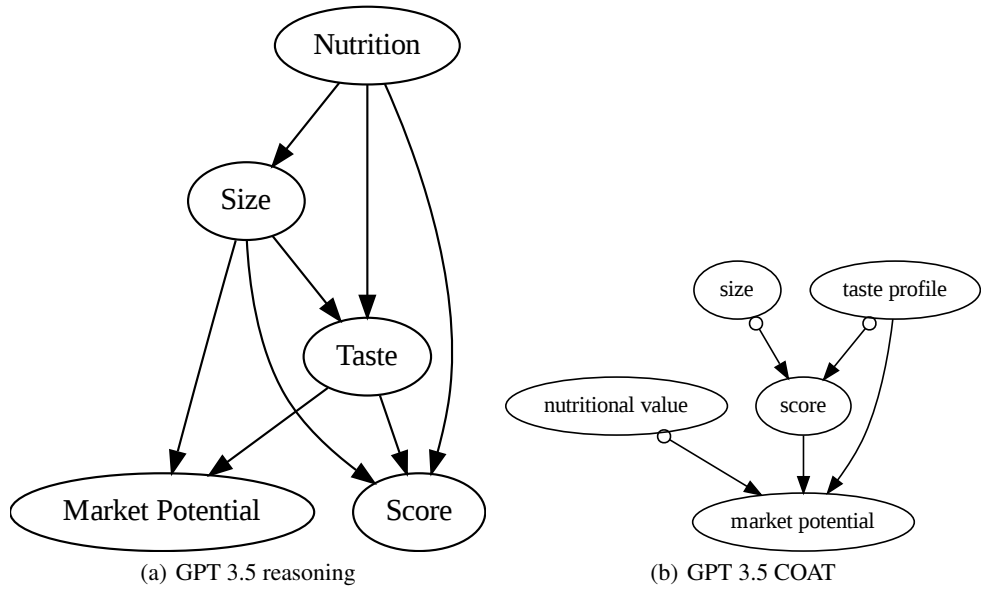 Nutrition
Size
Taste
Market Potential
Score
(a) GPT 3.5 reasoning
size
taste profile
nutritional value
score
market potential
(b) GPT 3.5 COAT